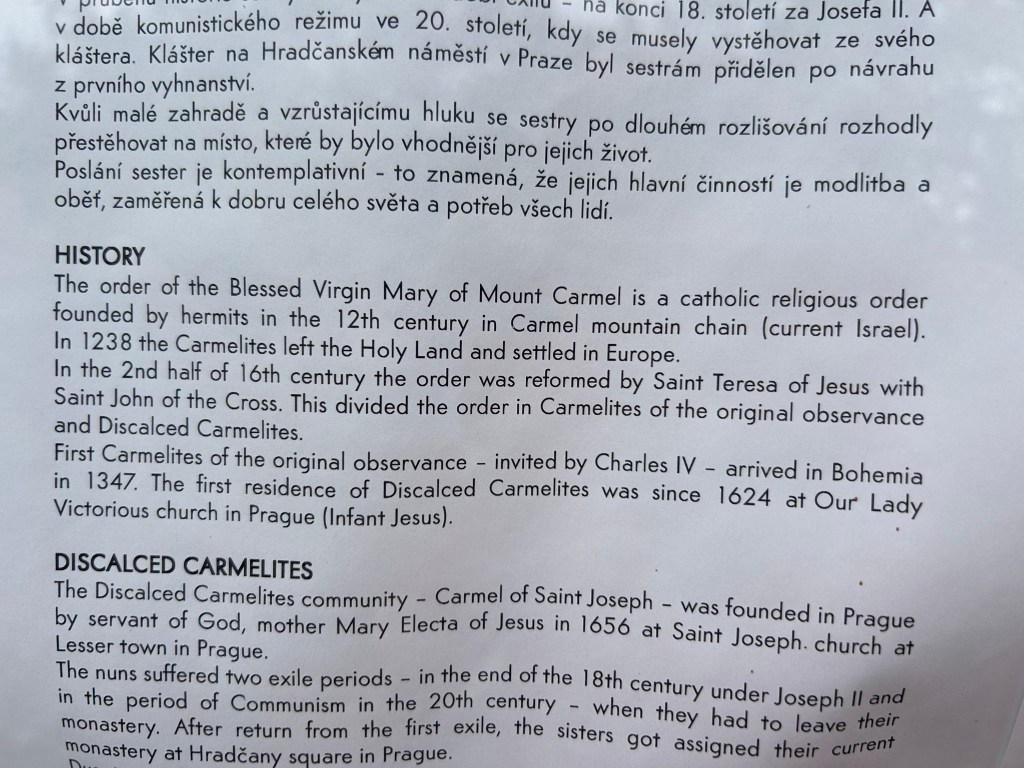 v průběhu exilu – na konci 18. století za Josefa II. A
v době komunistického režimu ve 20. století, kdy se musely vystěhovat ze svého
kláštera. Klášter na Hradčanském náměstí v Praze byl sestrám přidělen po návrahu
z prvního vyhnanství.
Kvůli malé zahradě a vzrůstajícímu hluku se sestry po dlouhém rozlišování rozhodly
přestěhovat na místo, které by bylo vhodnější pro jejich život.
Poslání sester je kontemplativní - to znamená, že jejich hlavní činností je modlitba a
oběť, zaměřená k dobru celého světa a potřeb všech lidí.
HISTORY
The order of the Blessed Virgin Mary of Mount Carmel is a catholic religious order
founded by hermits in the 12th century in Carmel mountain chain (current Israel).
In 1238 the Carmelites left the Holy Land and settled in Europe.
In the 2nd half of 16th century the order was reformed by Saint Teresa of Jesus with
Saint John of the Cross. This divided the order in Carmelites of the original observance
and Discalced Carmelites.
First Carmelites of the original observance – invited by Charles IV – arrived in Bohemia
in 1347. The first residence of Discalced Carmelites was since 1624 at Our Lady
Victorious church in Prague (Infant Jesus).
DISCALCED CARMELITES
The Discalced Carmelites community – Carmel of Saint Joseph – was founded in Prague
by servant of God, mother Mary Electa of Jesus in 1656 at Saint Joseph. church at
Lesser town in Prague.
The nuns suffered two exile periods – in the end of the 18th century under Joseph II and
in the period of Communism in the 20th century – when they had to leave their
monastery. After return from the first exile, the sisters got assigned their current
monastery at Hradčany square in Prague.